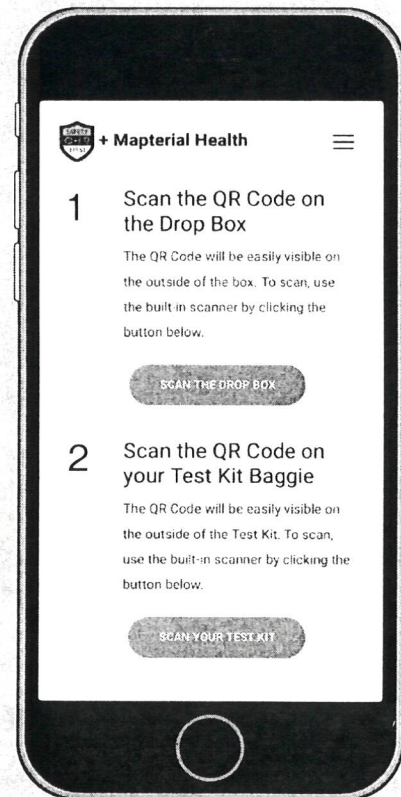 + Mapterial Health
1 Scan the QR Code on
the Drop Box
The QR Code will be easily visible on
the outside of the box. To scan, use
the built-in scanner by clicking the
button below.
SCAN THE DROP BOX
2 Scan the QR Code on
your Test Kit Baggie
The QR Code will be easily visible on
the outside of the Test Kit. To scan,
use the built-in scanner by clicking the
button below.
SCAN YOUR TEST KIT